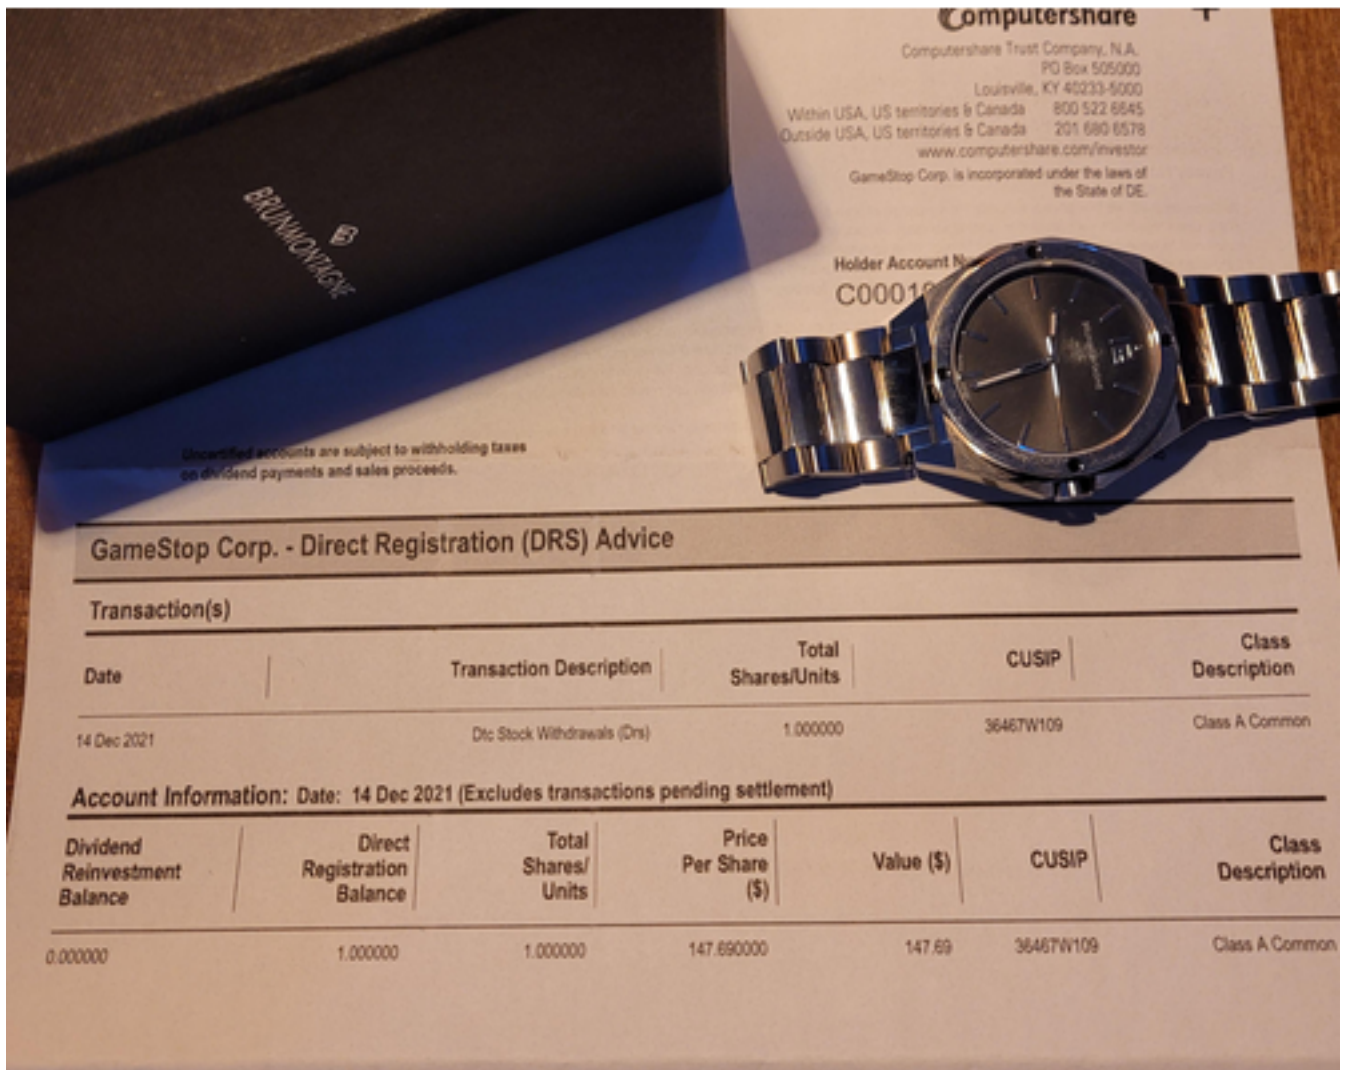 Computershare
Computershare Trust Company, N.A.
PO Box 505000
Louisville, KY 40233-5000
Within USA, US territories & Canada 800 522 6645
Outside USA, US territories & Canada 201 680 6578
www.computershare.com/investor
GameStop Corp. is incorporated under the laws of
the State of DE.
BRUNMONTAGNE
Holder Account
Uncertified accounts are subject to withholding taxes
on dividend payments and sales proceeds.
GameStop Corp. - Direct Registration (DRS) Advice
Transaction(s)
Date Transaction Description Total Shares/Units CUSIP Class Description
14 Dec 2021 Dtc Stock Withdrawals (Drs) 1.000000 36467W109 Class A Common
Account Information: Date: 14 Dec 2021 (Excludes transactions pending settlement)
Dividend Reinvestment Balance Direct Registration Balance Total Shares/ Units Price Per Share ($) Value ($) CUSIP Class Description
0.000000 1.000000 1.000000 147.690000 147.69 36467W109 Class A Common